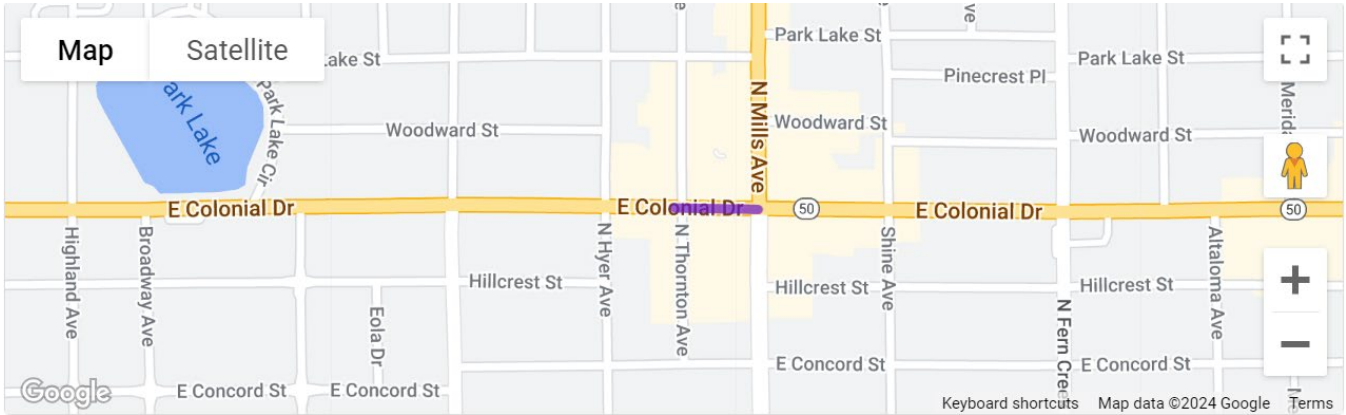 Map
Satellite
ve
Park Lake St
Lake St
Park Lake St
Pinecrest Pl
Park Lake
Park Lake Cir
Woodward St
N Mills Ave
Woodward St
Woodward St
E Colonial Dr
E Colonial Dr
50
E Colonial Dr
50
Highland Ave
Broadway Ave
N Hyer Ave
N Thornton Ave
Shine Ave
Altaloma Ave
Hillcrest St
Hillcrest St
Hillcrest St
Eola Dr
N Fern Cree
E Concord St
E Concord St
E Concord St
E Concord St
Google
Keyboard shortcuts
Map data ©2024 Google
Terms